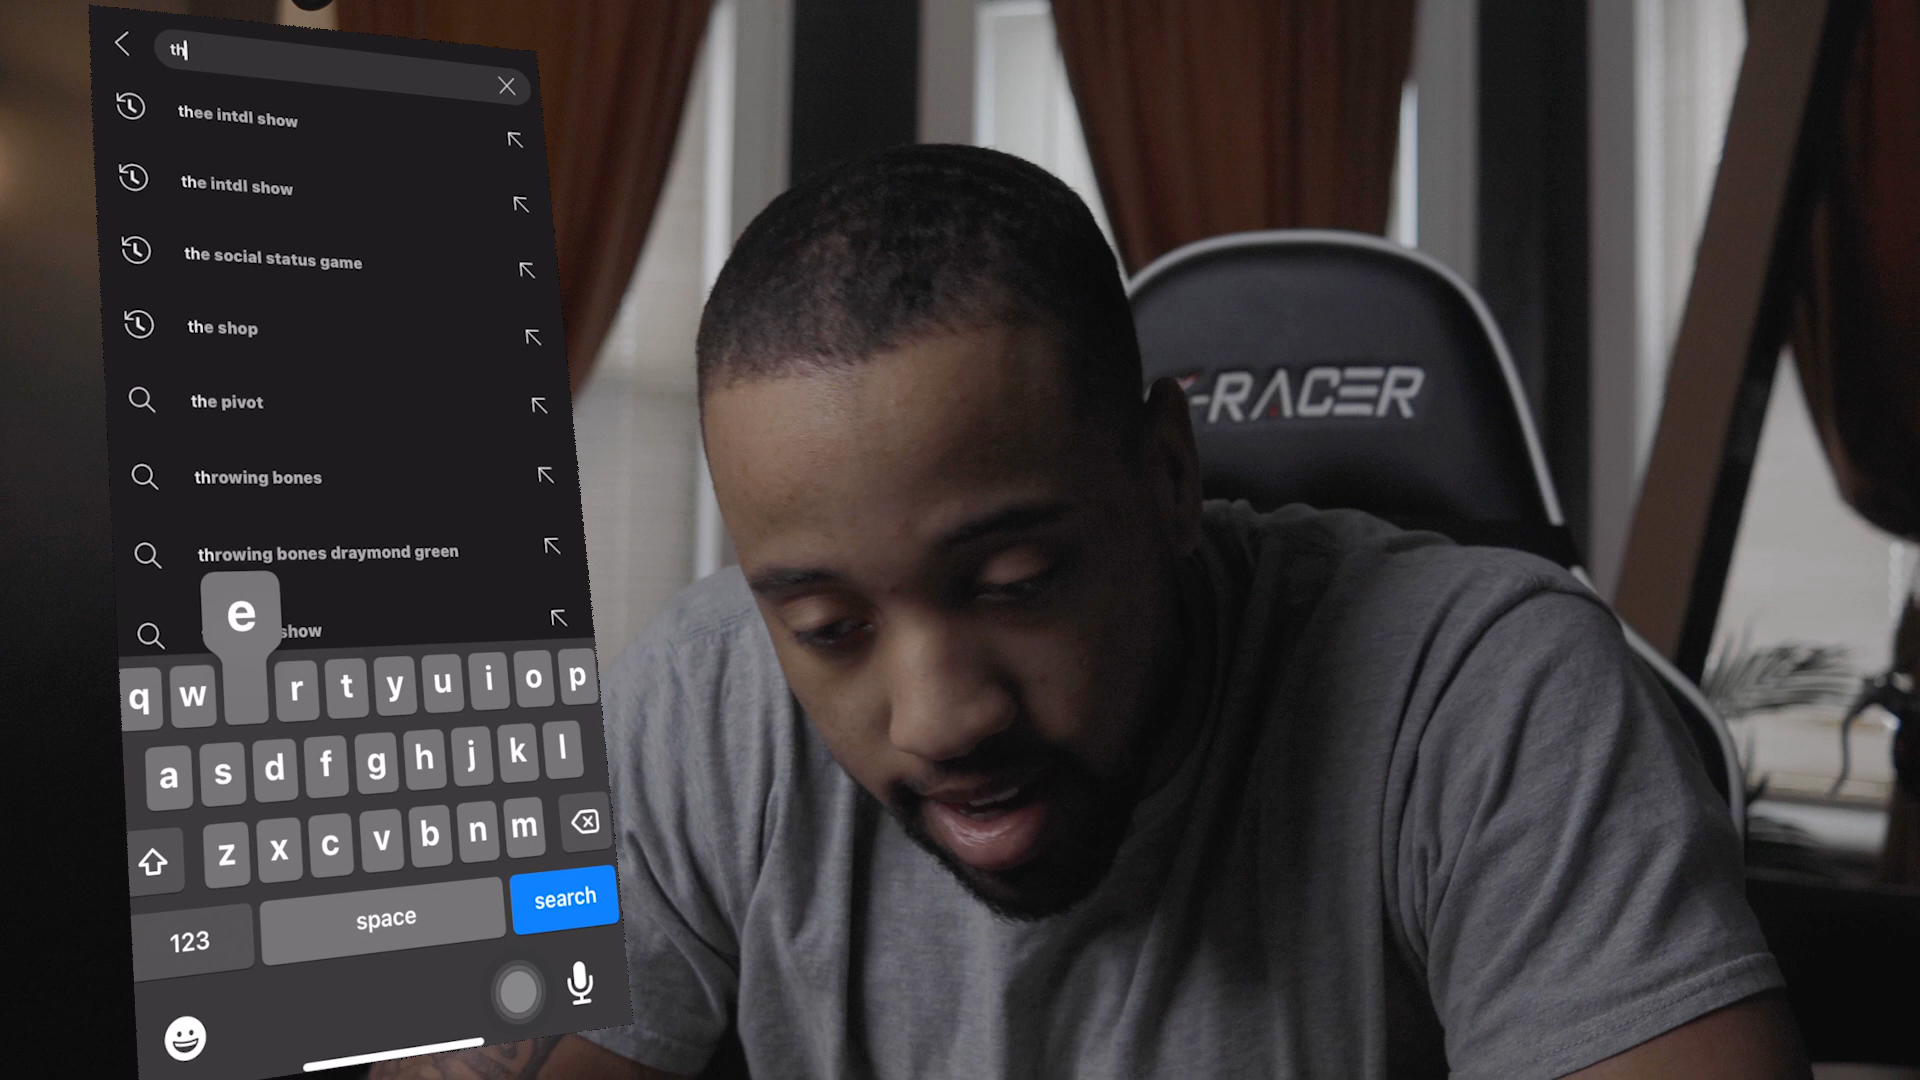 th
thee intdl show
the intdl show
the social status game
the shop
the pivot
throwing bones
throwing bones draymond green
show
e
q w r t y u i o p
a s d f g h j k l
z x c v b n m
123 space search
-RACER